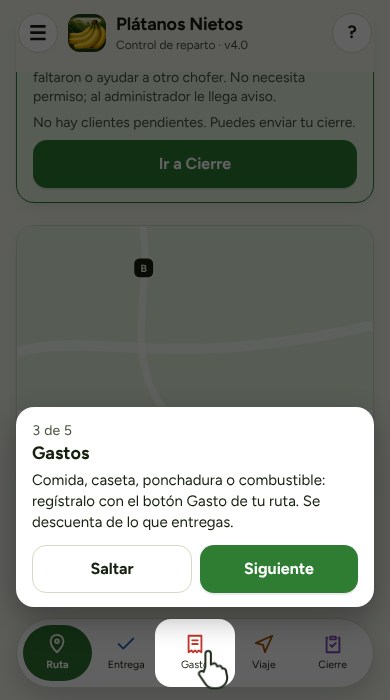 Plátanos Nietos
Control de reparto · v4.0
?
faltaron o ayudar a otro chofer. No necesita
permiso; al administrador le llega aviso.
No hay clientes pendientes. Puedes enviar tu cierre.
Ir a Cierre
B
3 de 5
Gastos
Comida, caseta, ponchadura o combustible:
regístralo con el botón Gasto de tu ruta. Se
descuenta de lo que entregas.
Saltar
Siguiente
Ruta
Entrega
Viaje
Cierre